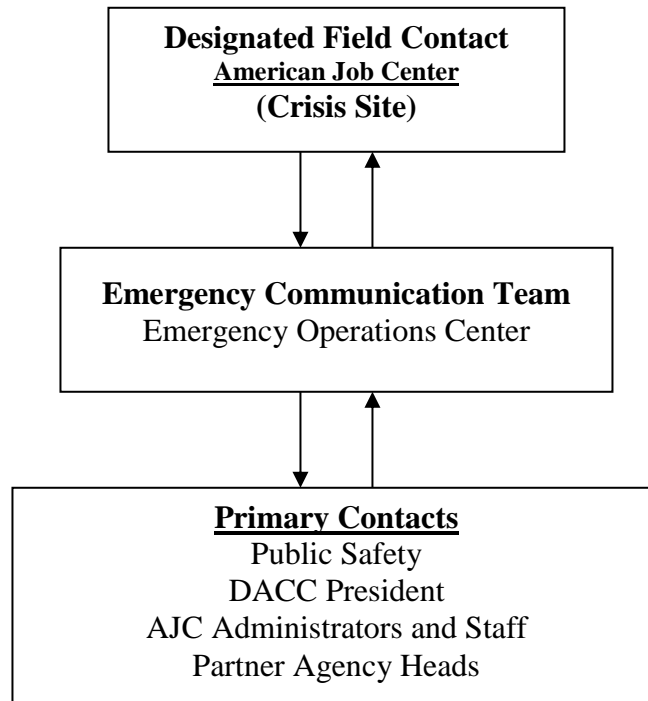 Designated Field Contact
American Job Center
(Crisis Site)
Emergency Communication Team
Emergency Operations Center
Primary Contacts
Public Safety
DACC President
AJC Administrators and Staff
Partner Agency Heads